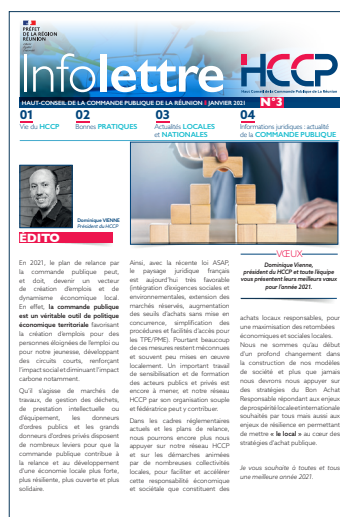 PRÉFET
DE LA RÉGION
RÉUNION
Infolettre
HCCP
Haut Conseil de la Commande Publique de La Réunion
HAUT-CONSEIL DE LA COMMANDE PUBLIQUE DE LA RÉUNION JANVIER 2021
N°3
01
Vie du HCCP
02
Bonnes PRATIQUES
03
Actualités LOCALES
et NATIONALES
04
Informations juridiques : actualité
de la COMMANDE PUBLIQUE
Dominique VIENNE
Président du HCCP
ÉDITO
En 2021, le plan de relance par
la commande publique peut,
et doit, devenir un vecteur
de création d'emplois et de
dynamisme économique local.
En effet, la commande publique
est un véritable outil de politique
économique territoriale favorisant
la création d'emplois pour des
personnes éloignées de l'emploi ou
pour notre jeunesse, développant
des circuits courts, renforçant
l'impact social et diminuant l'impact
carbone notamment.
Qu'il s'agisse de marchés de
travaux, de gestion des déchets,
de prestation intellectuelle ou
d'équipement, les donneurs
d'ordres publics et les grands
donneurs d'ordres privés disposent
de nombreux leviers pour que la
commande publique contribue à
la relance et au développement
d'une économie locale plus forte,
plus résiliente, plus ouverte et plus
solidaire.
Ainsi, avec la récente loi ASAP,
le paysage juridique français
est aujourd'hui très favorable
(intégration d'exigences sociales et
environnementales, extension des
marchés réservés, augmentation
des seuils d'achats sans mise en
concurrence, simplification des
procédures et facilités d'accès pour
les TPE/PME). Pourtant beaucoup
de ces mesures restent méconnues
et souvent peu mises en œuvre
localement. Un important travail
de sensibilisation et de formation
des acteurs publics et privés est
encore à mener, et notre réseau
HCCP par son organisation souple
et fédératrice peut y contribuer.
Dans les cadres réglementaires
actuels et les plans de relance,
nous pourrons encore plus nous
appuyer sur notre réseau HCCP
et sur les démarches animées
par de nombreuses collectivités
locales, pour faciliter et accélérer
cette responsabilité économique
et sociétale que constituent des
VŒUX
Dominique Vienne,
président du HCCP et toute l'équipe
vous présentent leurs meilleurs vœux
pour l'année 2021.
achats locaux responsables, pour
une maximisation des retombées
économiques et sociales locales.
Nous ne sommes qu'au début
d'un profond changement dans
la construction de nos modèles
de société et plus que jamais
nous devrons nous appuyer sur
des stratégies du Bon Achat
Responsable répondant aux enjeux
de prospérité locale et internationale
souhaités par tous mais aussi aux
enjeux de résilience en permettant
de mettre « le local » au cœur des
stratégies d'achat publique.
Je vous souhaite à toutes et tous
une meilleure année 2021.